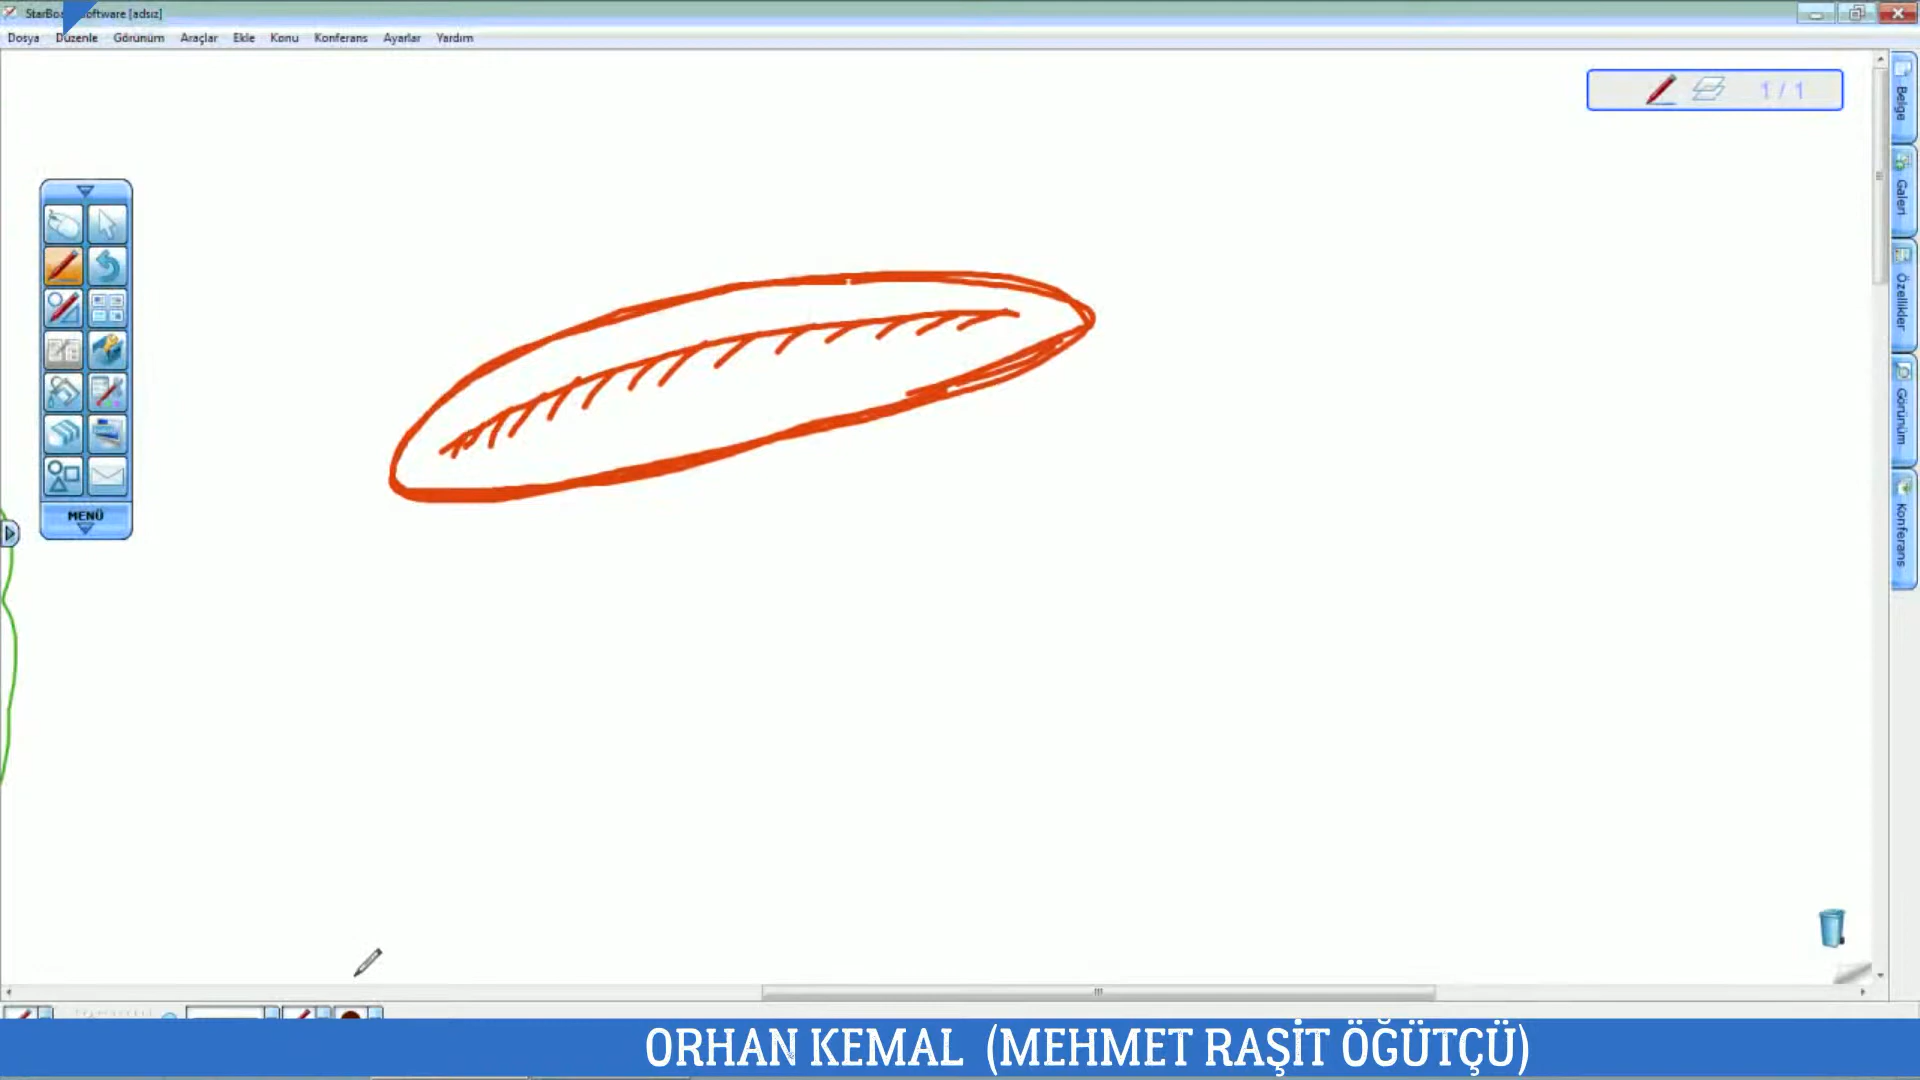 StarBo ftware [adsız]
Dosya Düzenle Görünüm Araçlar Ekle Konu Konferans Ayarlar Yardım
1 / 1
Belge
Galeri
Özellikler
Görünüm
Konferans
MENÜ
ORHAN KEMAL (MEHMET RAŞİT ÖĞÜTÇÜ)